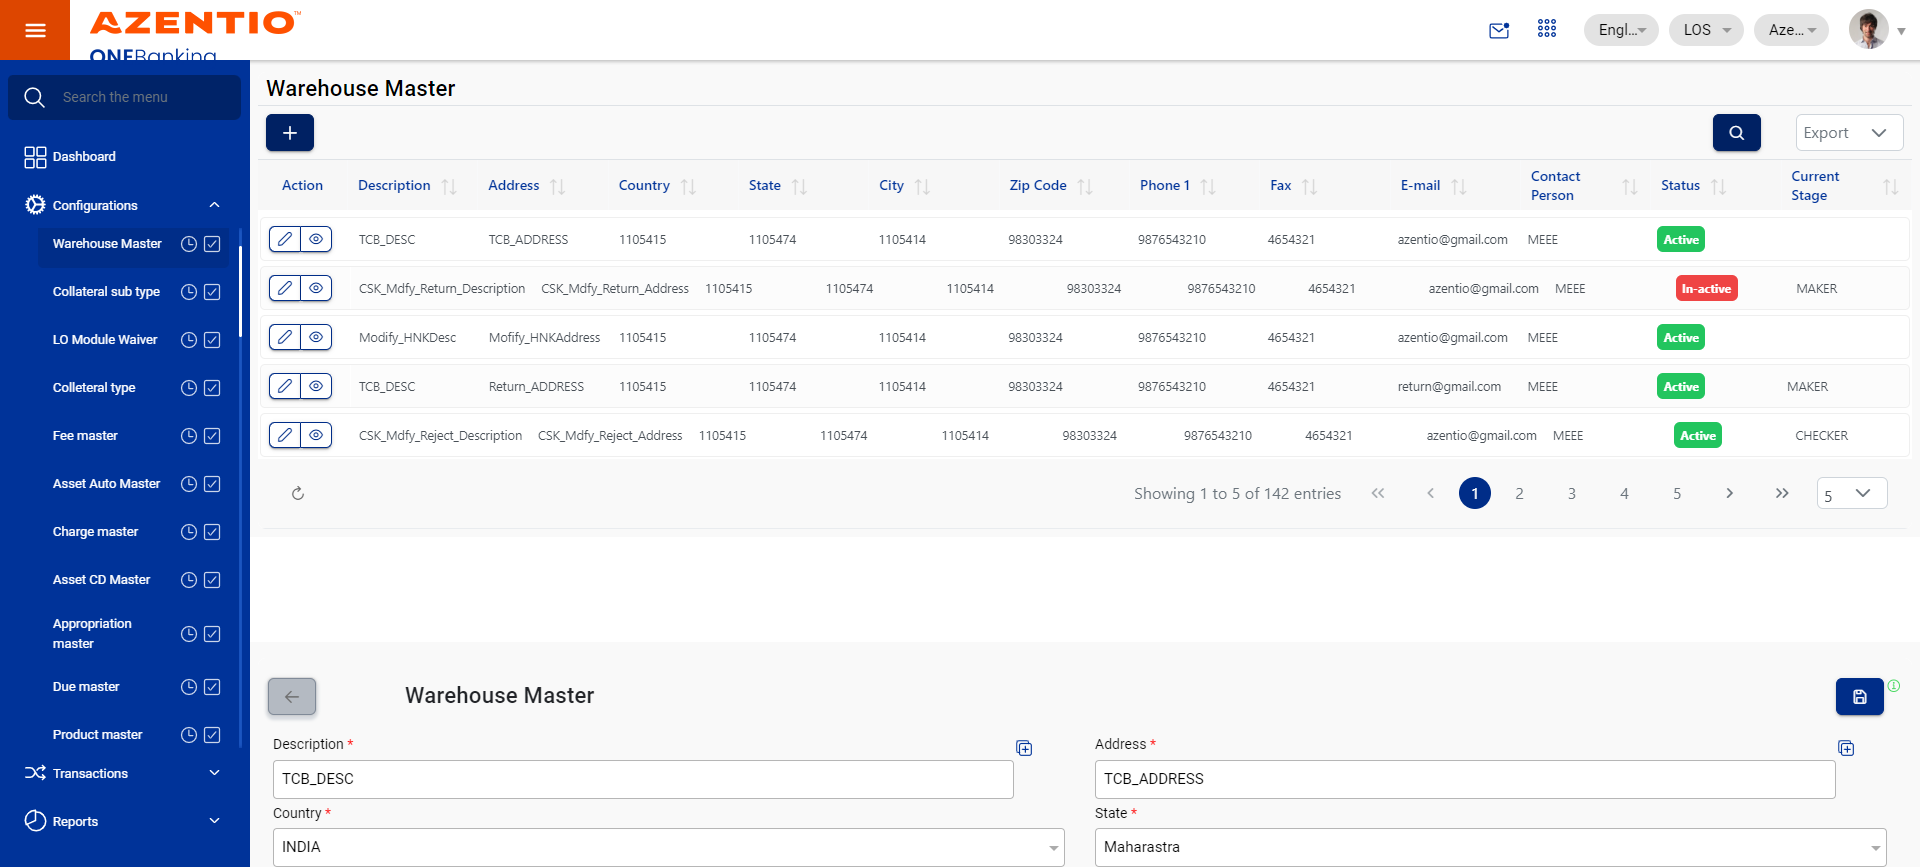 AZENTIO™
ONEBanking
Engl...
LOS
Aze...
Search the menu
Dashboard
Configurations
Warehouse Master
Collateral sub type
LO Module Waiver
Colleteral type
Fee master
Asset Auto Master
Charge master
Asset CD Master
Appropriation
master
Due master
Product master
Transactions
Reports
Warehouse Master
Export
Action Description Address Country State City Zip Code Phone 1 Fax E-mail Contact Person Status Current Stage
TCB_DESC TCB_ADDRESS 1105415 1105474 1105414 98303324 9876543210 4654321 azentio@gmail.com MEEE Active
CSK_Mdfy_Return_Description CSK_Mdfy_Return_Address 1105415 1105474 1105414 98303324 9876543210 4654321 azentio@gmail.com MEEE In-active MAKER
Modify_HNKDesc Mofify_HNKAddress 1105415 1105474 1105414 98303324 9876543210 4654321 azentio@gmail.com MEEE Active
TCB_DESC Return_ADDRESS 1105415 1105474 1105414 98303324 9876543210 4654321 return@gmail.com MEEE Active MAKER
CSK_Mdfy_Reject_Description CSK_Mdfy_Reject_Address 1105415 1105474 1105414 98303324 9876543210 4654321 azentio@gmail.com MEEE Active CHECKER
Showing 1 to 5 of 142 entries 1 2 3 4 5 5
Warehouse Master
Description * Address *
TCB_DESC TCB_ADDRESS
Country * State *
INDIA Maharastra